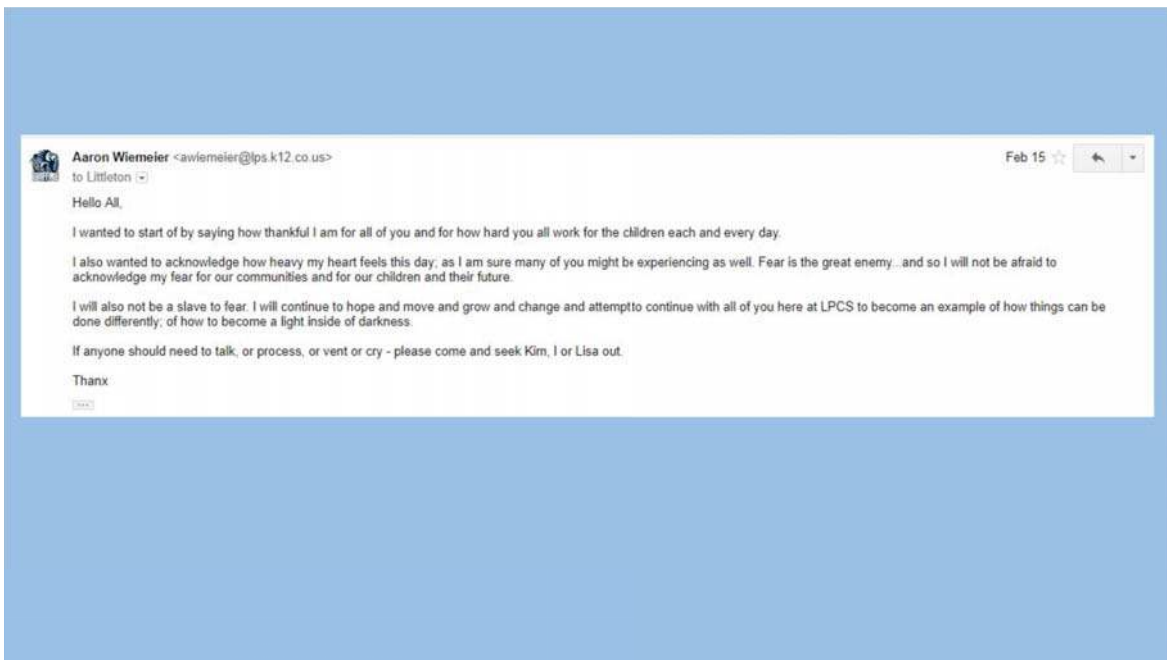 Aaron Wiemeier <awiemeier@lps.k12.co.us>
Feb 15
to Littleton
Hello All,
I wanted to start of by saying how thankful I am for all of you and for how hard you all work for the children each and every day.
I also wanted to acknowledge how heavy my heart feels this day; as I am sure many of you might be experiencing as well. Fear is the great enemy...and so I will not be afraid to
acknowledge my fear for our communities and for our children and their future.
I will also not be a slave to fear. I will continue to hope and move and grow and change and attemptto continue with all of you here at LPCS to become an example of how things can be
done differently; of how to become a light inside of darkness.
If anyone should need to talk, or process, or vent or cry - please come and seek Kim, I or Lisa out.
Thanx